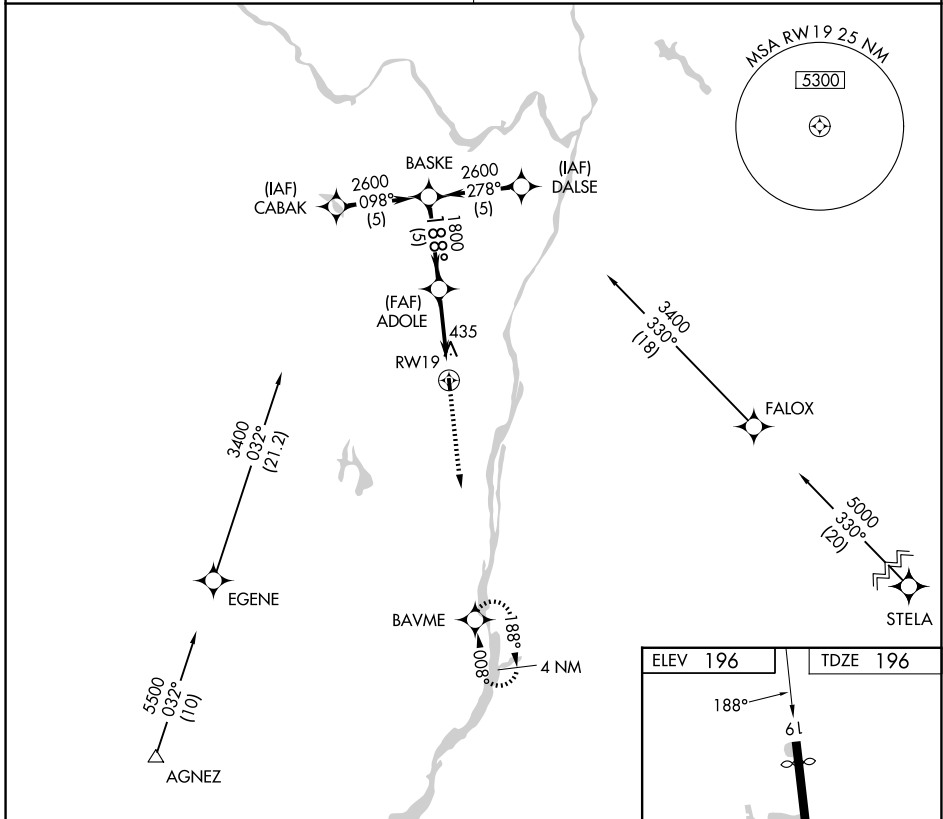 MSA RW19 25 NM
5300
(IAF)
CABAK
2600
098°
(5)
BASKE
2600
278°
(5)
(IAF)
DALSE
1800
188°
(5)
(FAF)
ADOLE
435
RW19
3400
330°
(18)
FALOX
3400
032°
(21.2)
EGENE
5000
330°
(20)
STELA
BAVME
188°
008°
4 NM
5500
032°
(10)
AGNEZ
ELEV 196
TDZE 196
188°
19